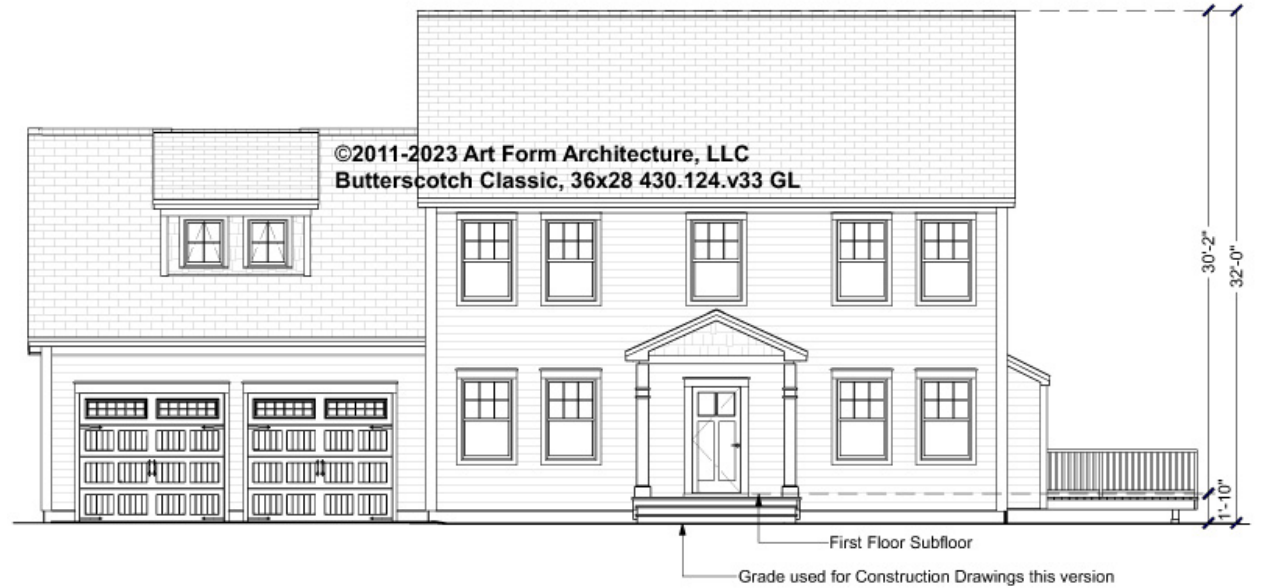 ©2011-2023 Art Form Architecture, LLC
Butterscotch Classic, 36x28 430.124.v33 GL
30'-2"
32'-0"
1'-10"
First Floor Subfloor
Grade used for Construction Drawings this version